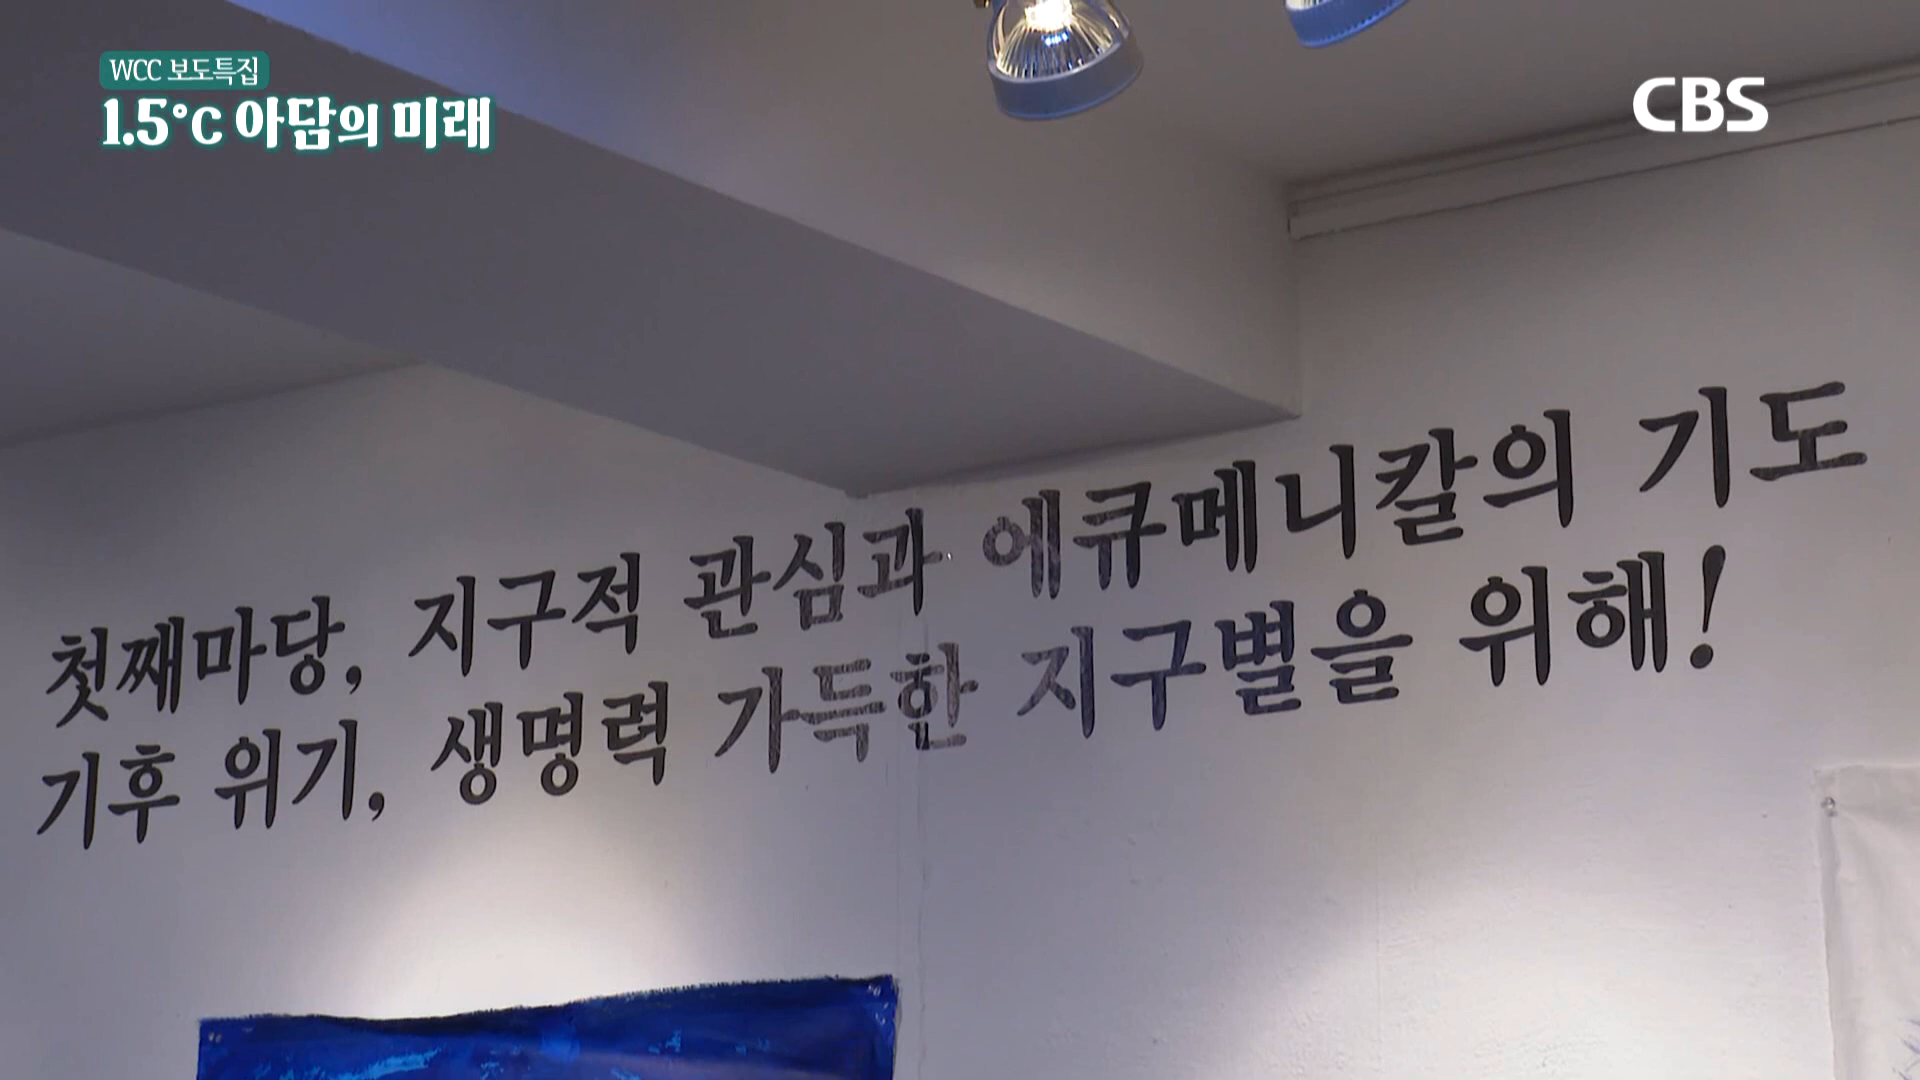 WCC 보도특집
1.5°C 아담의 미래
CBS
첫째마당, 지구적 관심과 에큐메니칼의 기도
기후 위기, 생명력 가득한 지구별을 위해!